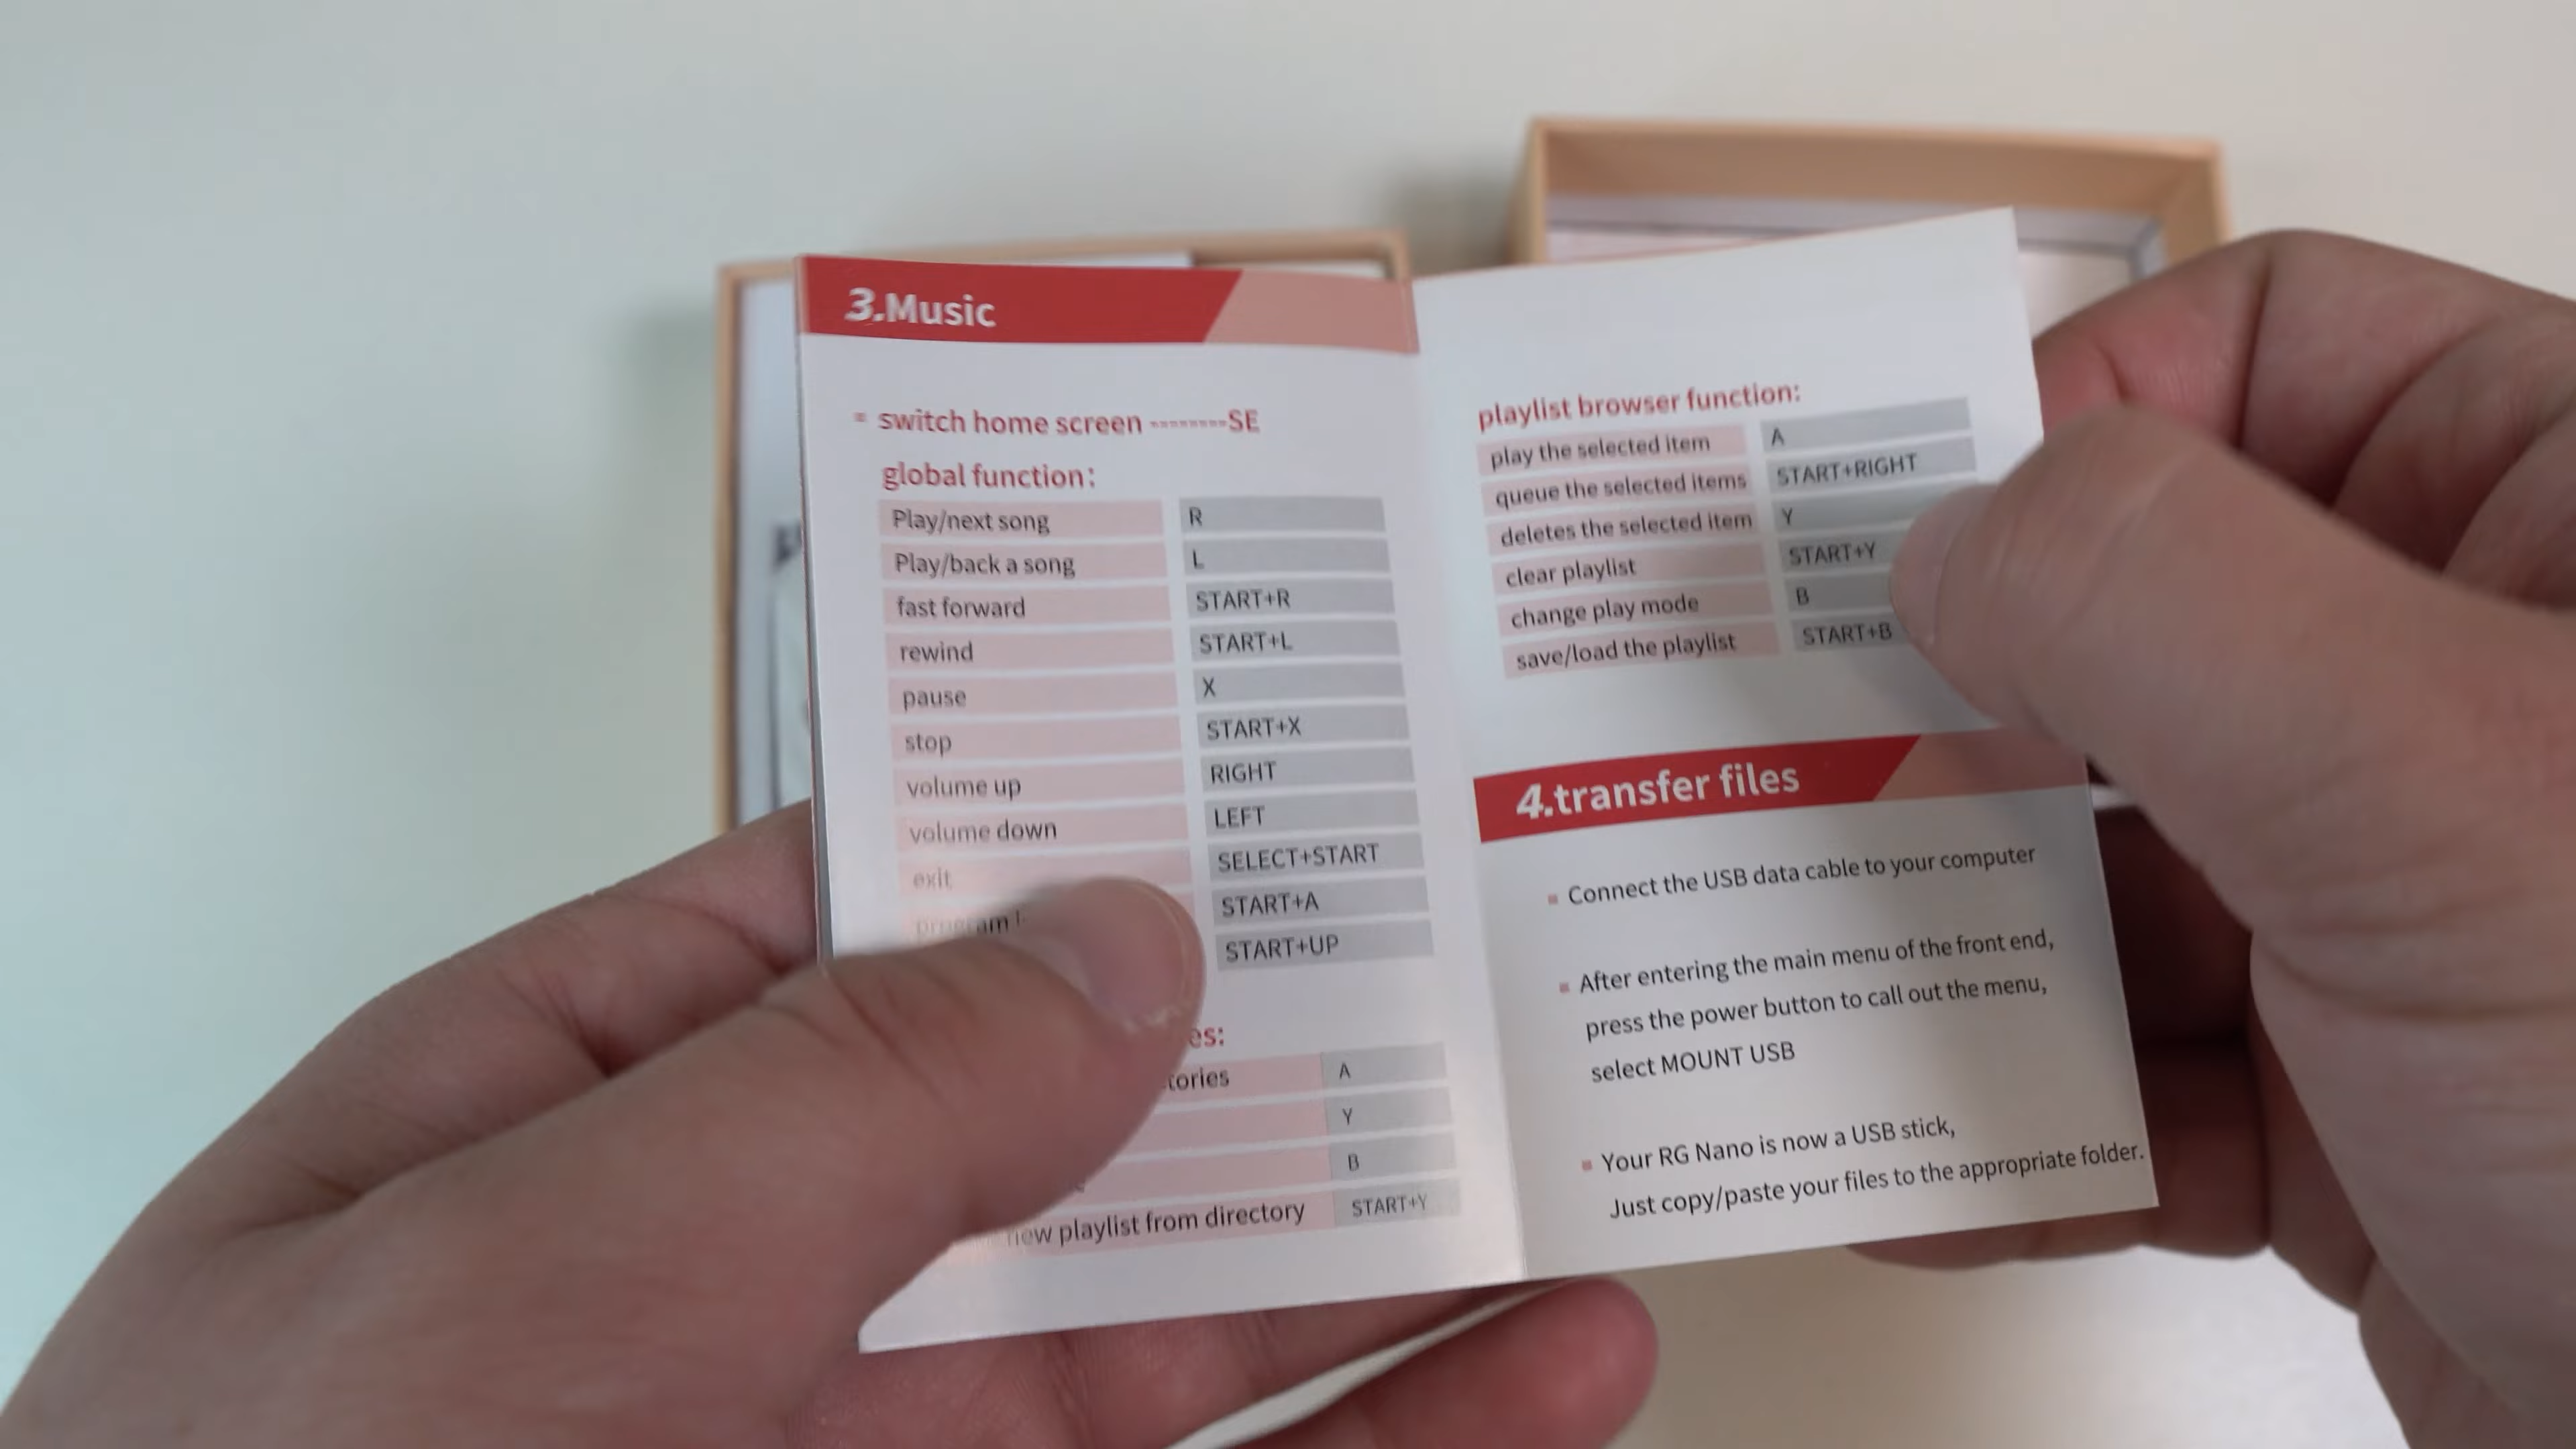 3.Music
switch home screen --------SE
global function:
Play/next song R
Play/back a song L
fast forward START+R
rewind START+L
pause X
stop START+X
volume up RIGHT
volume down LEFT
exit SELECT+START
program START+A
START+UP
A
Y
B
new playlist from directory START+Y
playlist browser function:
play the selected item A
queue the selected items START+RIGHT
deletes the selected item Y
clear playlist START+Y
change play mode B
save/load the playlist START+B
4.transfer files
Connect the USB data cable to your computer
After entering the main menu of the front end,
press the power button to call out the menu,
select MOUNT USB
Your RG Nano is now a USB stick,
Just copy/paste your files to the appropriate folder.